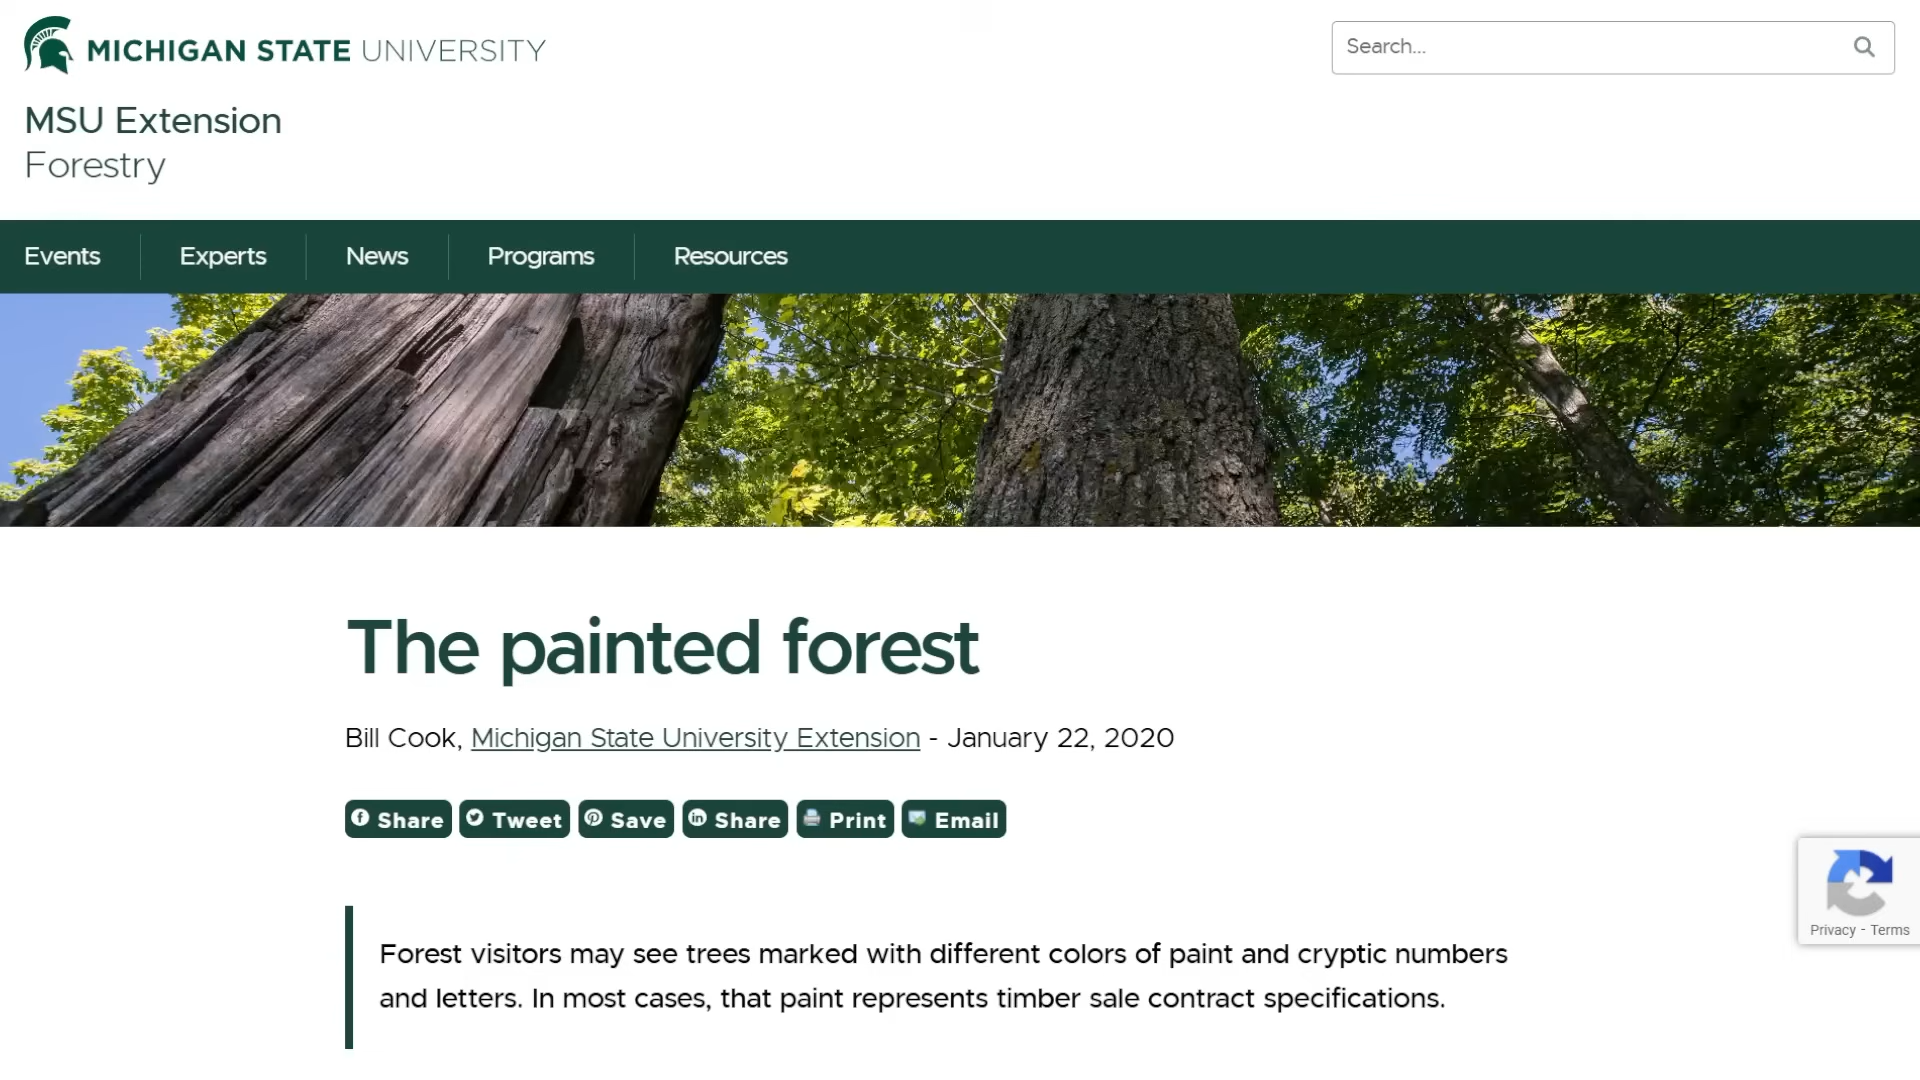 MICHIGAN STATE UNIVERSITY
Search...
MSU Extension
Forestry
Events
Experts
News
Programs
Resources
The painted forest
Bill Cook, Michigan State University Extension - January 22, 2020
Share
Tweet
Save
Share
Print
Email
Privacy - Terms
Forest visitors may see trees marked with different colors of paint and cryptic numbers
and letters. In most cases, that paint represents timber sale contract specifications.